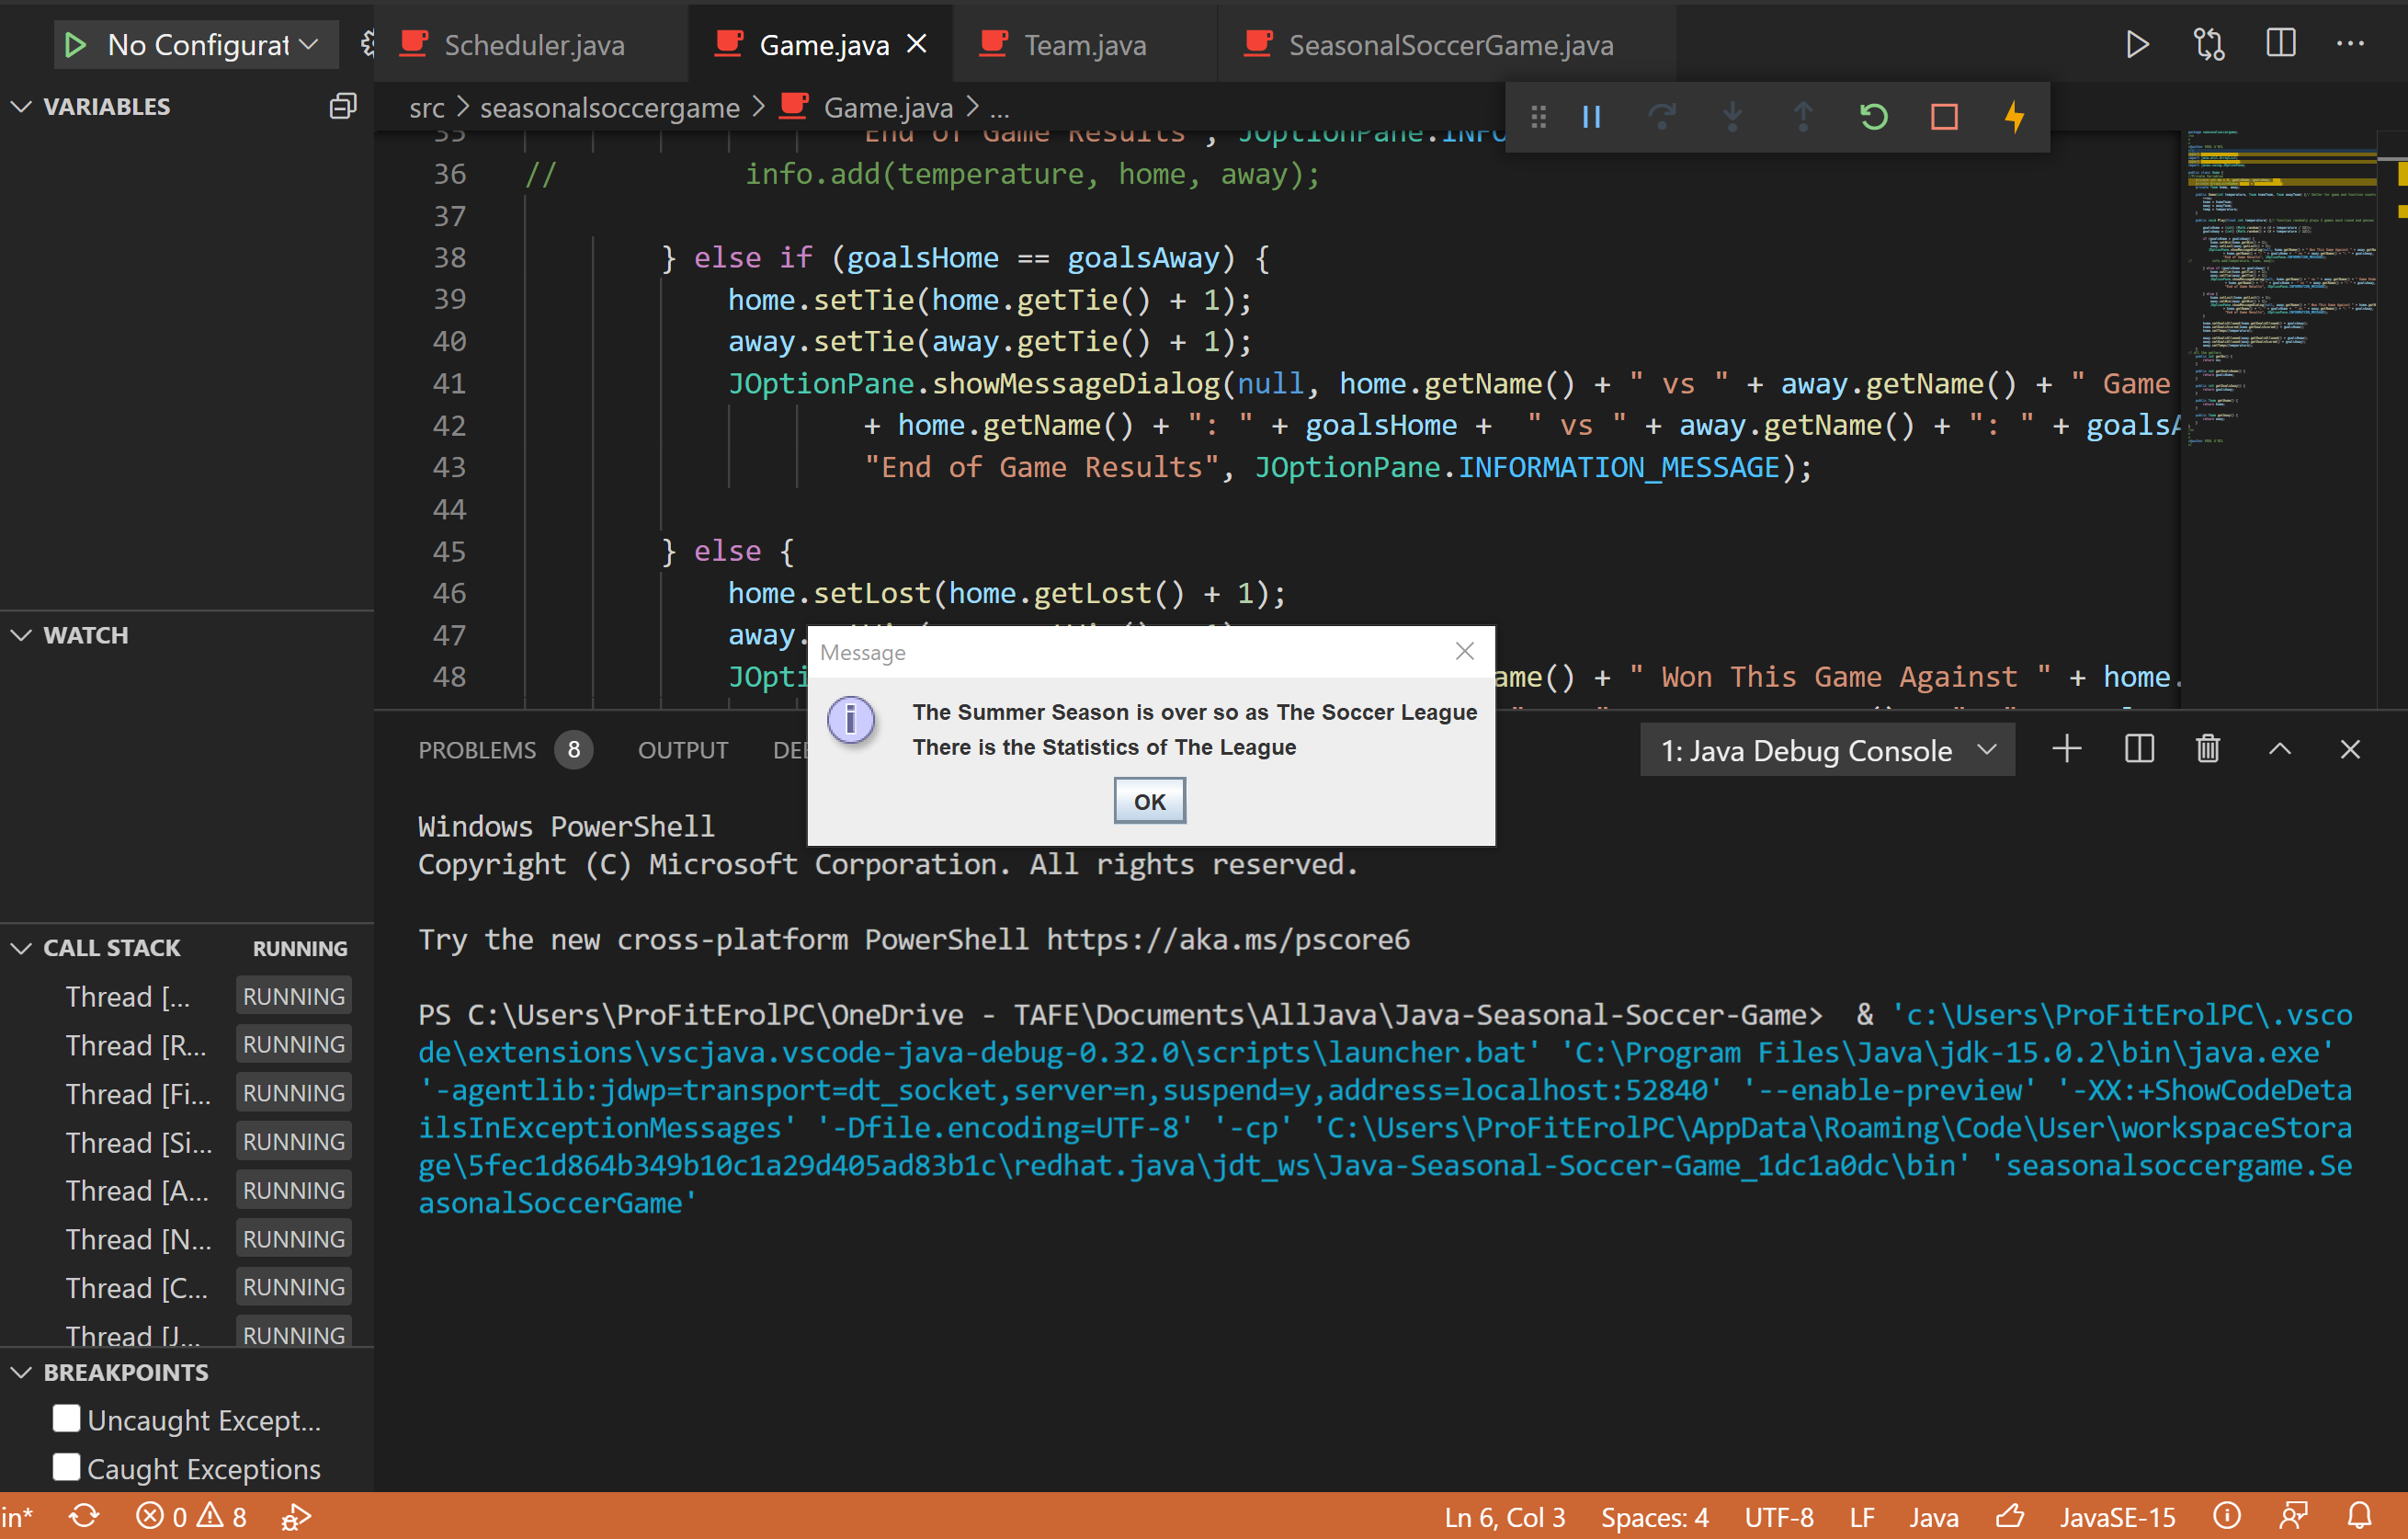 No Configurat
Scheduler.java
Game.java
Team.java
SeasonalSoccerGame.java
VARIABLES
src > seasonalsoccergame > Game.java > ...
35 "End of Game Results", JOptionPane.INFO
36 // info.add(temperature, home, away);
37
38 } else if (goalsHome == goalsAway) {
39 home.setTie(home.getTie() + 1);
40 away.setTie(away.getTie() + 1);
41 JOptionPane.showMessageDialog(null, home.getName() + " vs " + away.getName() + " Game
42 + home.getName() + ": " + goalsHome + " vs " + away.getName() + ": " + goalsA
43 "End of Game Results", JOptionPane.INFORMATION_MESSAGE);
44
45 } else {
46 home.setLost(home.getLost() + 1);
47 away.
48 JOpti ame() + " Won This Game Against " + home.
WATCH
Message
The Summer Season is over so as The Soccer League
There is the Statistics of The League
OK
PROBLEMS 8 OUTPUT DE
1: Java Debug Console
Windows PowerShell
Copyright (C) Microsoft Corporation. All rights reserved.
Try the new cross-platform PowerShell https://aka.ms/pscore6
PS C:\Users\ProFitErolPC\OneDrive - TAFE\Documents\AllJava\Java-Seasonal-Soccer-Game> & 'c:\Users\ProFitErolPC\.vsco
de\extensions\vscjava.vscode-java-debug-0.32.0\scripts\launcher.bat' 'C:\Program Files\Java\jdk-15.0.2\bin\java.exe'
'-agentlib:jdwp=transport=dt_socket,server=n,suspend=y,address=localhost:52840' '--enable-preview' '-XX:+ShowCodeDeta
ilsInExceptionMessages' '-Dfile.encoding=UTF-8' '-cp' 'C:\Users\ProFitErolPC\AppData\Roaming\Code\User\workspaceStora
ge\5fec1d864b349b10c1a29d405ad83b1c\redhat.java\jdt_ws\Java-Seasonal-Soccer-Game_1dc1a0dc\bin' 'seasonalsoccergame.Se
asonalSoccerGame'
CALL STACK RUNNING
Thread [... RUNNING
Thread [R... RUNNING
Thread [Fi... RUNNING
Thread [Si... RUNNING
Thread [A... RUNNING
Thread [N... RUNNING
Thread [C... RUNNING
Thread [J... RUNNING
BREAKPOINTS
Uncaught Except...
Caught Exceptions
in* 0 8
Ln 6, Col 3 Spaces: 4 UTF-8 LF Java JavaSE-15